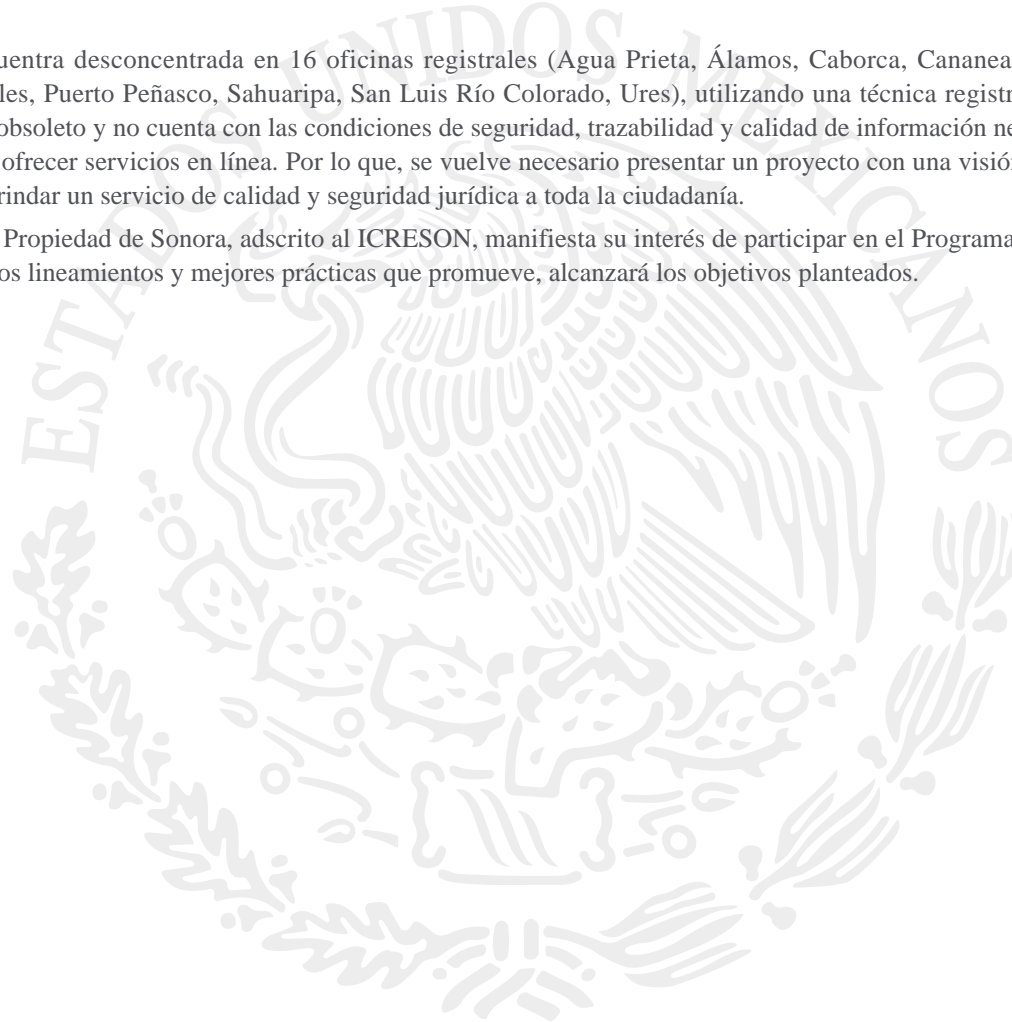 uentra desconcentrada en 16 oficinas registrales (Agua Prieta, Álamos, Caborca, Cananea
les, Puerto Peñasco, Sahuaripa, San Luis Río Colorado, Ures), utilizando una técnica registr
obsoleto y no cuenta con las condiciones de seguridad, trazabilidad y calidad de información ne
ofrecer servicios en línea. Por lo que, se vuelve necesario presentar un proyecto con una visió
rindar un servicio de calidad y seguridad jurídica a toda la ciudadanía.
Propiedad de Sonora, adscrito al ICRESON, manifiesta su interés de participar en el Programa
os lineamientos y mejores prácticas que promueve, alcanzará los objetivos planteados.
ESTADOS UNIDOS MEXICANOS